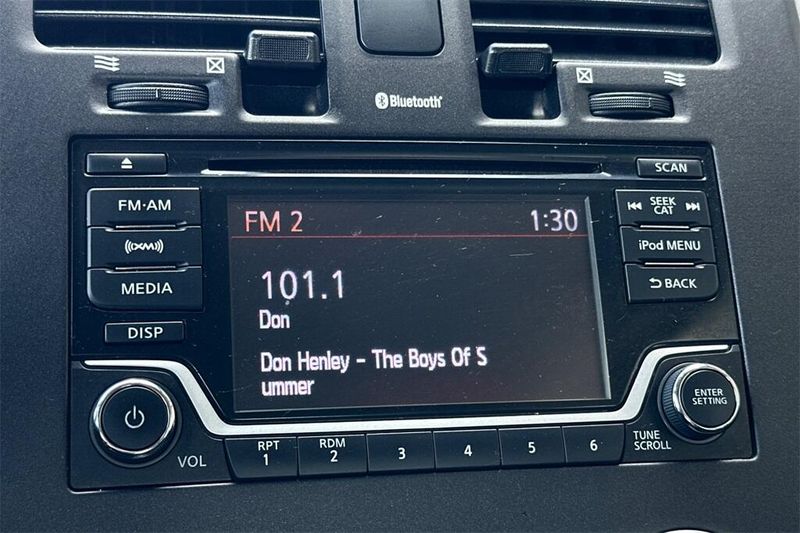 Bluetooth
SCAN
FM·AM
SEEK
CAT
XM
iPod MENU
MEDIA
BACK
DISP
FM 2
1:30
101.1
Don
Don Henley - The Boys Of S
ummer
ENTER
SETTING
VOL
RPT
1
RDM
2
3
4
5
6
TUNE
SCROLL